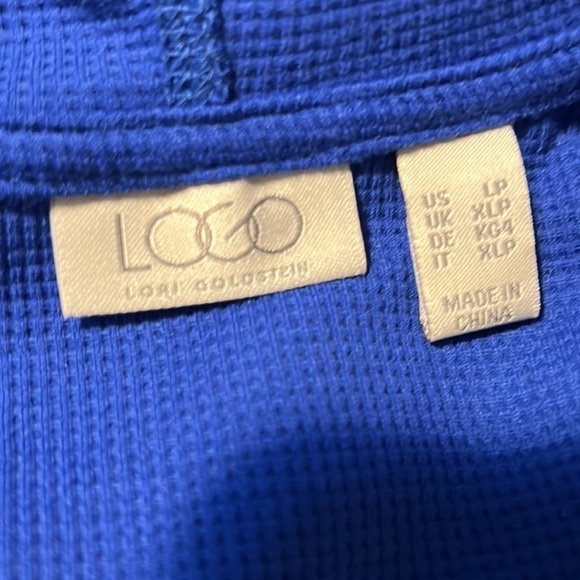 LOGO
LORI GOLDSTEIN
US LP
UK XLP
DE KG4
IT XLP
MADE IN
CHINA